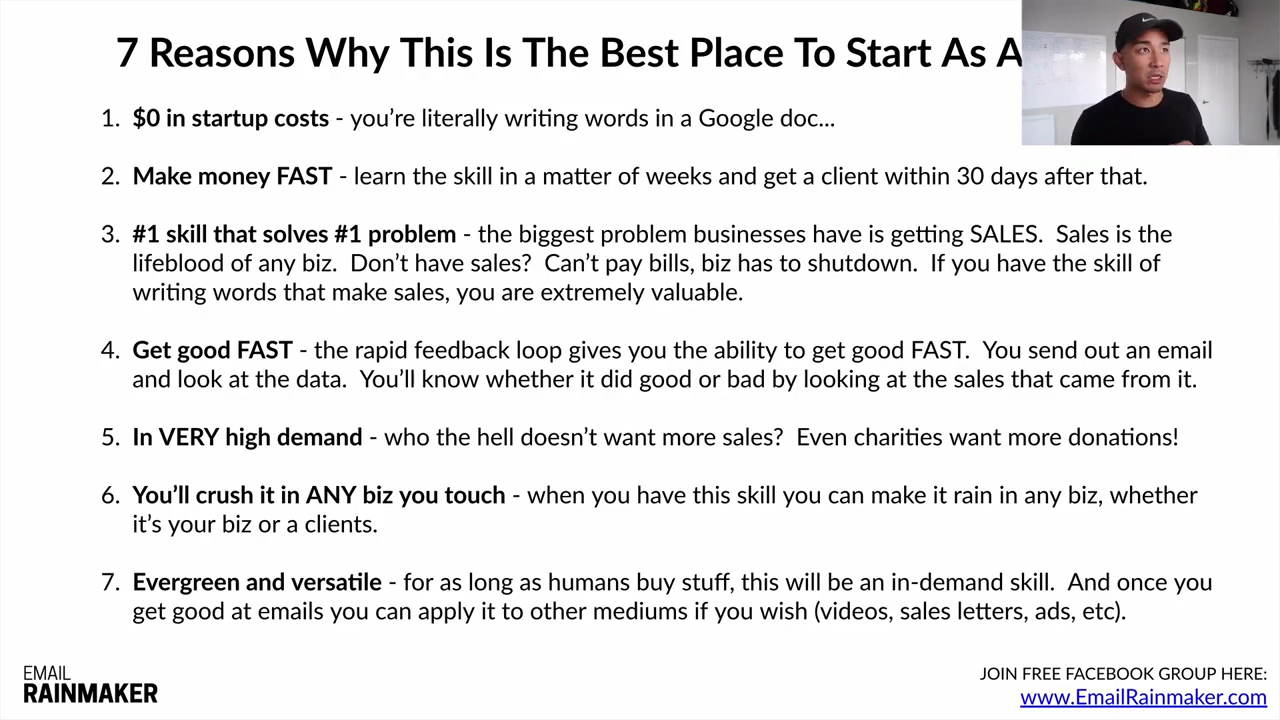 7 Reasons Why This Is The Best Place To Start As A
1. $0 in startup costs - you're literally writing words in a Google doc...
2. Make money FAST - learn the skill in a matter of weeks and get a client within 30 days after that.
3. #1 skill that solves #1 problem - the biggest problem businesses have is getting SALES.  Sales is the
lifeblood of any biz.  Don't have sales?  Can't pay bills, biz has to shutdown.  If you have the skill of
writing words that make sales, you are extremely valuable.
4. Get good FAST - the rapid feedback loop gives you the ability to get good FAST.  You send out an email
and look at the data.  You'll know whether it did good or bad by looking at the sales that came from it.
5. In VERY high demand - who the hell doesn't want more sales?  Even charities want more donations!
6. You'll crush it in ANY biz you touch - when you have this skill you can make it rain in any biz, whether
it's your biz or a clients.
7. Evergreen and versatile - for as long as humans buy stuff, this will be an in-demand skill.  And once you
get good at emails you can apply it to other mediums if you wish (videos, sales letters, ads, etc).
EMAIL
RAINMAKER
JOIN FREE FACEBOOK GROUP HERE:
www.EmailRainmaker.com